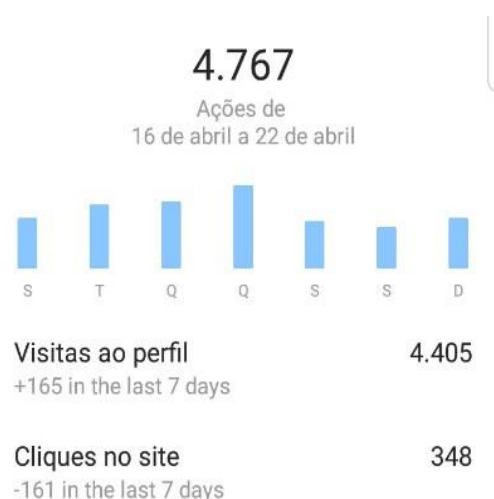 4.767
Ações de
16 de abril a 22 de abril
S T Q Q S S D
Visitas ao perfil 4.405
+165 in the last 7 days
Cliques no site 348
-161 in the last 7 days